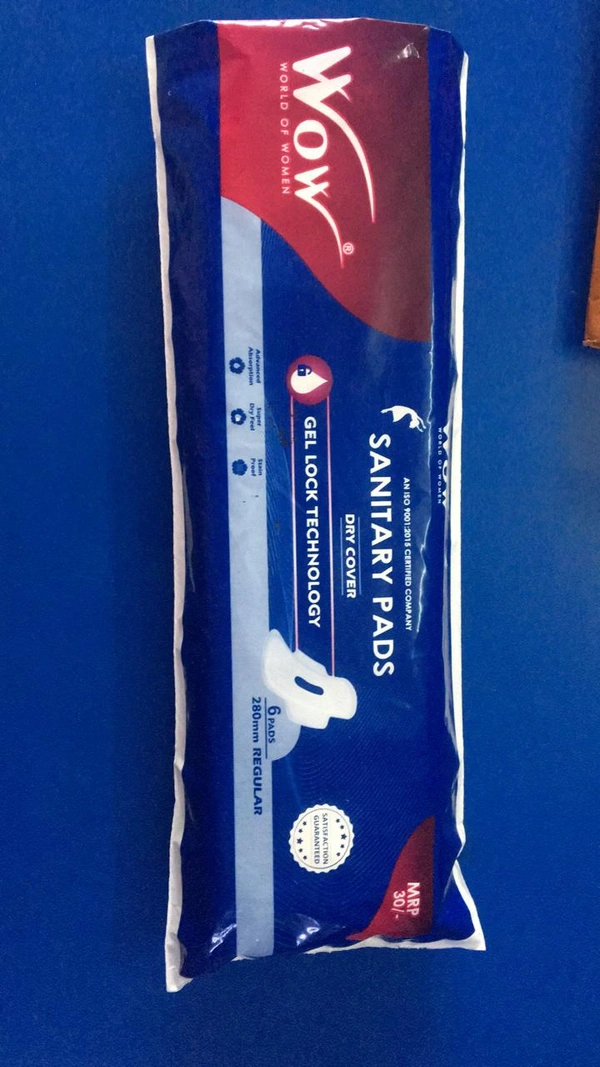 WOW®
WORLD OF WOMEN
WORLD OF WOMEN
AN ISO 9001:2015 CERTIFIED COMPANY
SANITARY PADS
DRY COVER
GEL LOCK TECHNOLOGY
Advanced
Absorption
Super
Dry Feel
Stain
Proof
6 PADS
280mm REGULAR
SATISFACTION
GUARANTEED
MRP
30/-